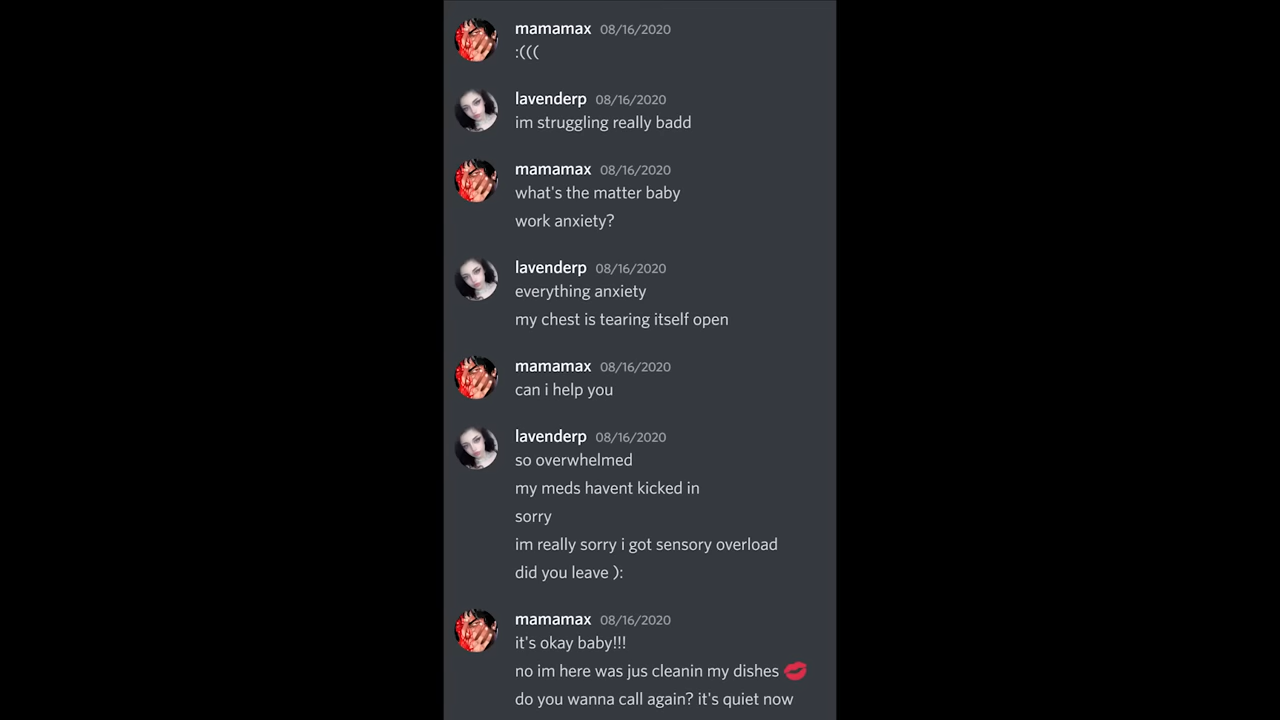 mamamax 08/16/2020
:(((
lavenderp 08/16/2020
im struggling really badd
mamamax 08/16/2020
what's the matter baby
work anxiety?
lavenderp 08/16/2020
everything anxiety
my chest is tearing itself open
mamamax 08/16/2020
can i help you
lavenderp 08/16/2020
so overwhelmed
my meds havent kicked in
sorry
im really sorry i got sensory overload
did you leave ):
mamamax 08/16/2020
it's okay baby!!!
no im here was jus cleanin my dishes 💋
do you wanna call again? it's quiet now